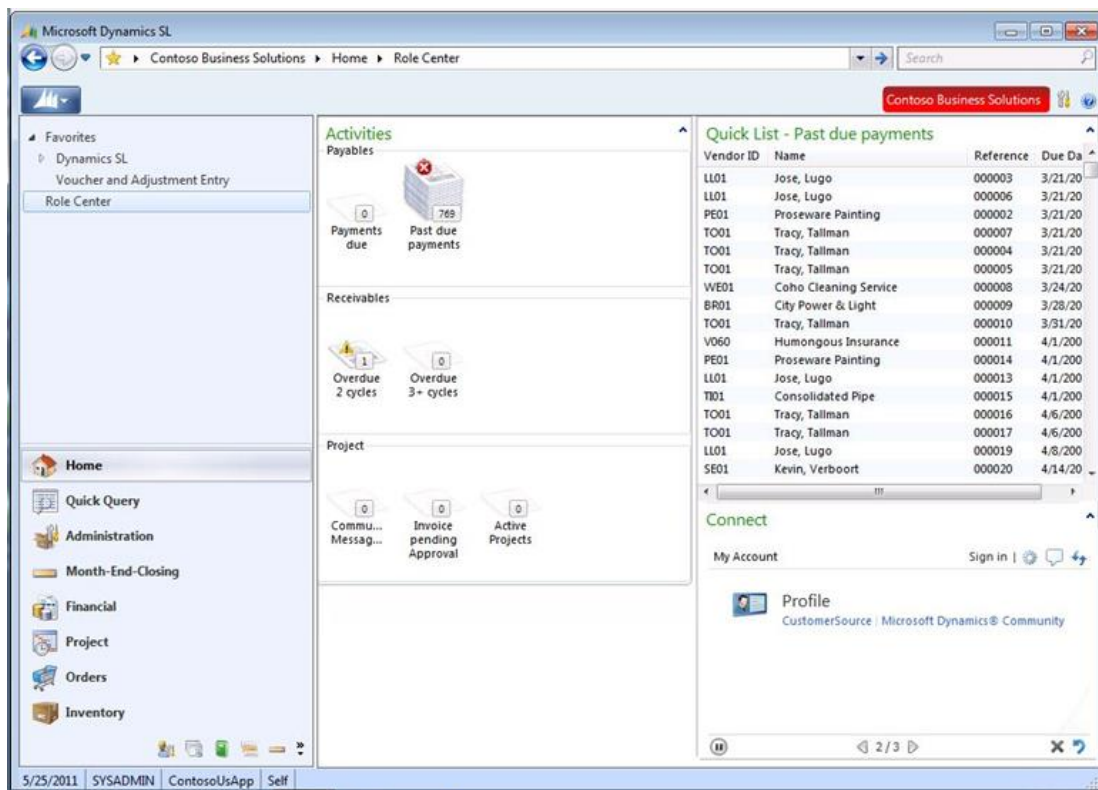 Microsoft Dynamics SL
Contoso Business Solutions Home Role Center
Search
Contoso Business Solutions
Favorites
Dynamics SL
Voucher and Adjustment Entry
Role Center
Home
Quick Query
Administration
Month-End-Closing
Financial
Project
Orders
Inventory
Activities
Payables
0
Payments due
769
Past due payments
Receivables
1
Overdue 2 cycles
0
Overdue 3+ cycles
Project
0
Commu... Messag...
0
Invoice pending Approval
0
Active Projects
Quick List - Past due payments
Vendor ID Name Reference Due Da
LL01 Jose, Lugo 000003 3/21/20
LL01 Jose, Lugo 000006 3/21/20
PE01 Proseware Painting 000002 3/21/20
TO01 Tracy, Tallman 000007 3/21/20
TO01 Tracy, Tallman 000004 3/21/20
TO01 Tracy, Tallman 000005 3/21/20
WE01 Coho Cleaning Service 000008 3/24/20
BR01 City Power & Light 000009 3/28/20
TO01 Tracy, Tallman 000010 3/31/20
V060 Humongous Insurance 000011 4/1/200
PE01 Proseware Painting 000014 4/1/200
LL01 Jose, Lugo 000013 4/1/200
TI01 Consolidated Pipe 000015 4/1/200
TO01 Tracy, Tallman 000016 4/6/200
TO01 Tracy, Tallman 000017 4/6/200
LL01 Jose, Lugo 000019 4/8/200
SE01 Kevin, Verboort 000020 4/14/20
Connect
My Account Sign in |
Profile
CustomerSource | Microsoft Dynamics® Community
2/3
5/25/2011 SYSADMIN ContosoUsApp Self